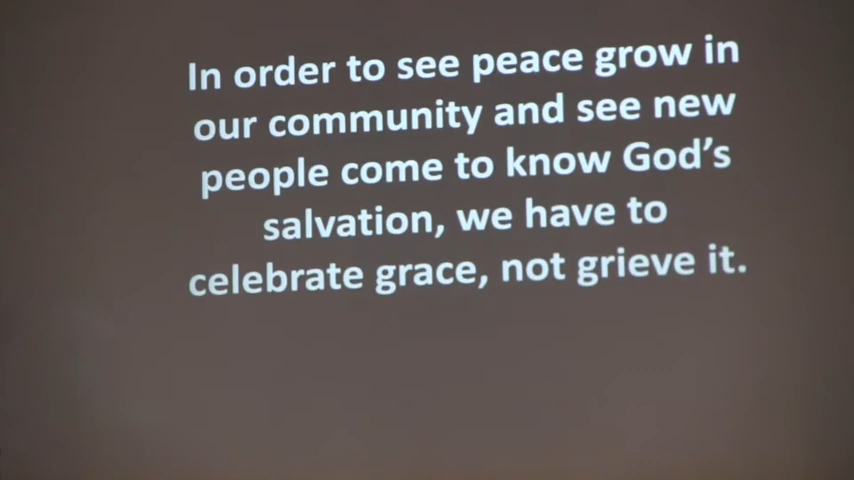 In order to see peace grow in
our community and see new
people come to know God's
salvation, we have to
celebrate grace, not grieve it.